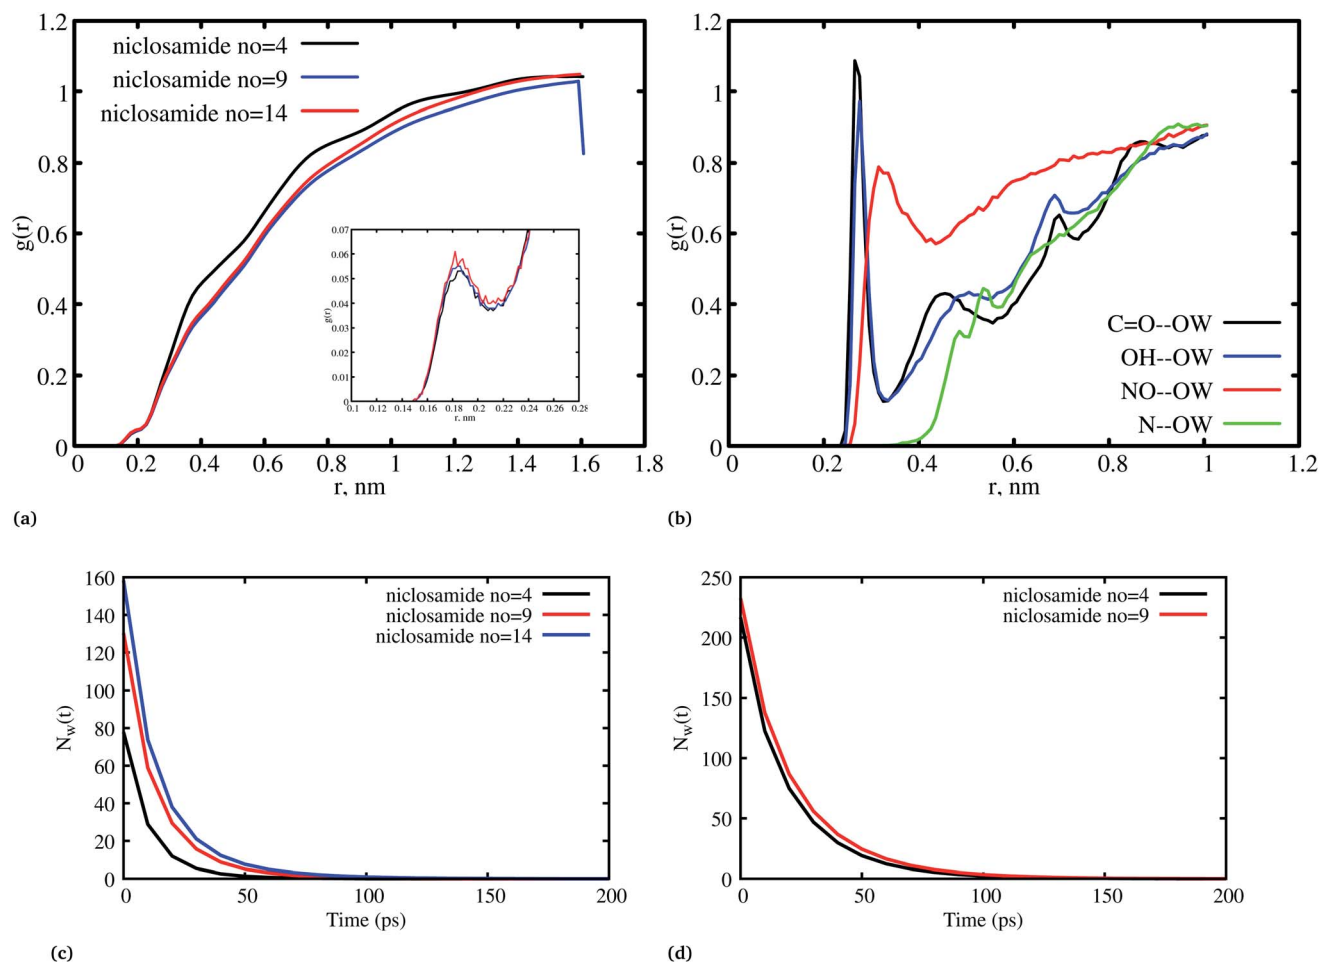 niclosamide no=4
niclosamide no=9
niclosamide no=14
g(r)
1.2
1
0.8
0.6
0.4
0.2
0
0 0.2 0.4 0.6 0.8 1 1.2 1.4 1.6 1.8
r, nm
g(r)
0.07
0.06
0.05
0.04
0.03
0.02
0.01
0
0.1 0.12 0.14 0.16 0.18 0.2 0.22 0.24 0.26 0.28
r, nm
(a)
g(r)
1.2
1
0.8
0.6
0.4
0.2
0
0 0.2 0.4 0.6 0.8 1 1.2
r, nm
C=O--OW
OH--OW
NO--OW
N--OW
(b)
N_w(t)
160
140
120
100
80
60
40
20
0
0 50 100 150 200
Time (ps)
niclosamide no=4
niclosamide no=9
niclosamide no=14
(c)
N_w(t)
250
200
150
100
50
0
0 50 100 150 200
Time (ps)
niclosamide no=4
niclosamide no=9
(d)